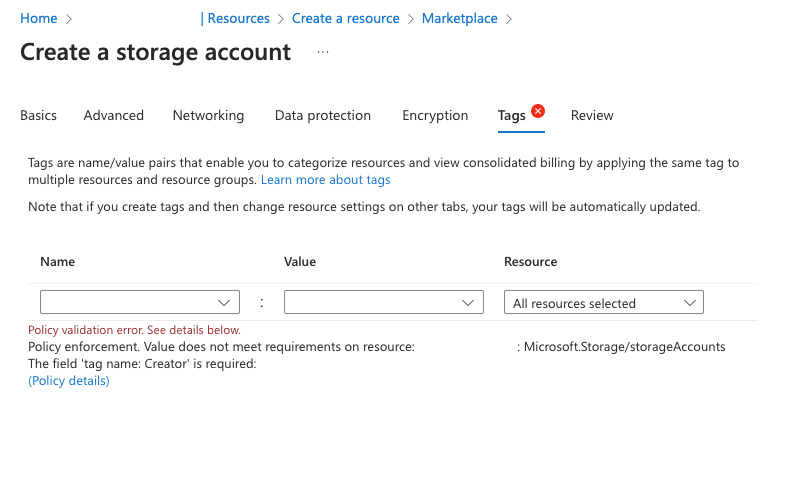 Home > | Resources > Create a resource > Marketplace >
Create a storage account ...
Basics Advanced Networking Data protection Encryption Tags Review
Tags are name/value pairs that enable you to categorize resources and view consolidated billing by applying the same tag to
multiple resources and resource groups. Learn more about tags
Note that if you create tags and then change resource settings on other tabs, your tags will be automatically updated.
Name Value Resource
: All resources selected
Policy validation error. See details below.
Policy enforcement. Value does not meet requirements on resource: : Microsoft.Storage/storageAccounts
The field 'tag name: Creator' is required:
(Policy details)